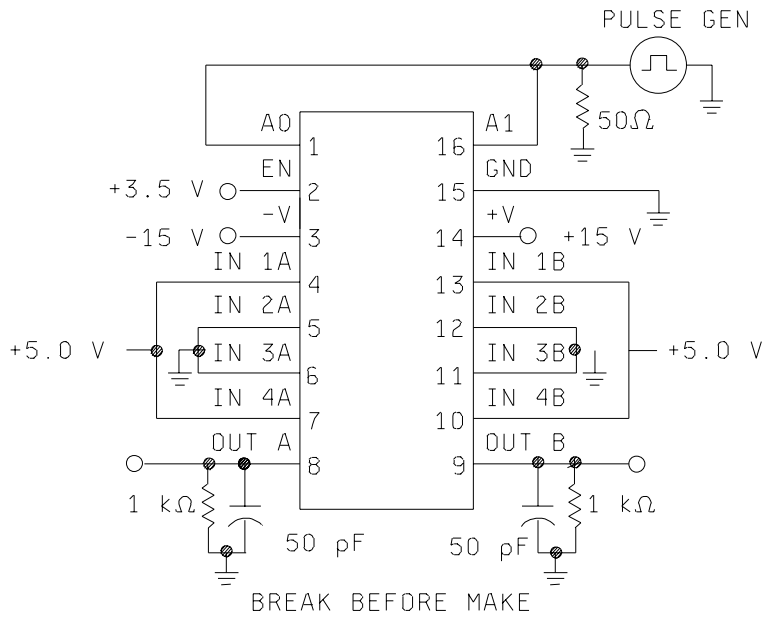 PULSE GEN
50Ω
A0
A1
1
16
EN
GND
+3.5 V
2
15
-V
+V
-15 V
3
14
+15 V
IN 1A
IN 1B
4
13
IN 2A
IN 2B
5
12
+5.0 V
IN 3A
IN 3B
+5.0 V
6
11
IN 4A
IN 4B
7
10
OUT A
OUT B
8
9
1 kΩ
1 kΩ
50 pF
50 pF
BREAK BEFORE MAKE